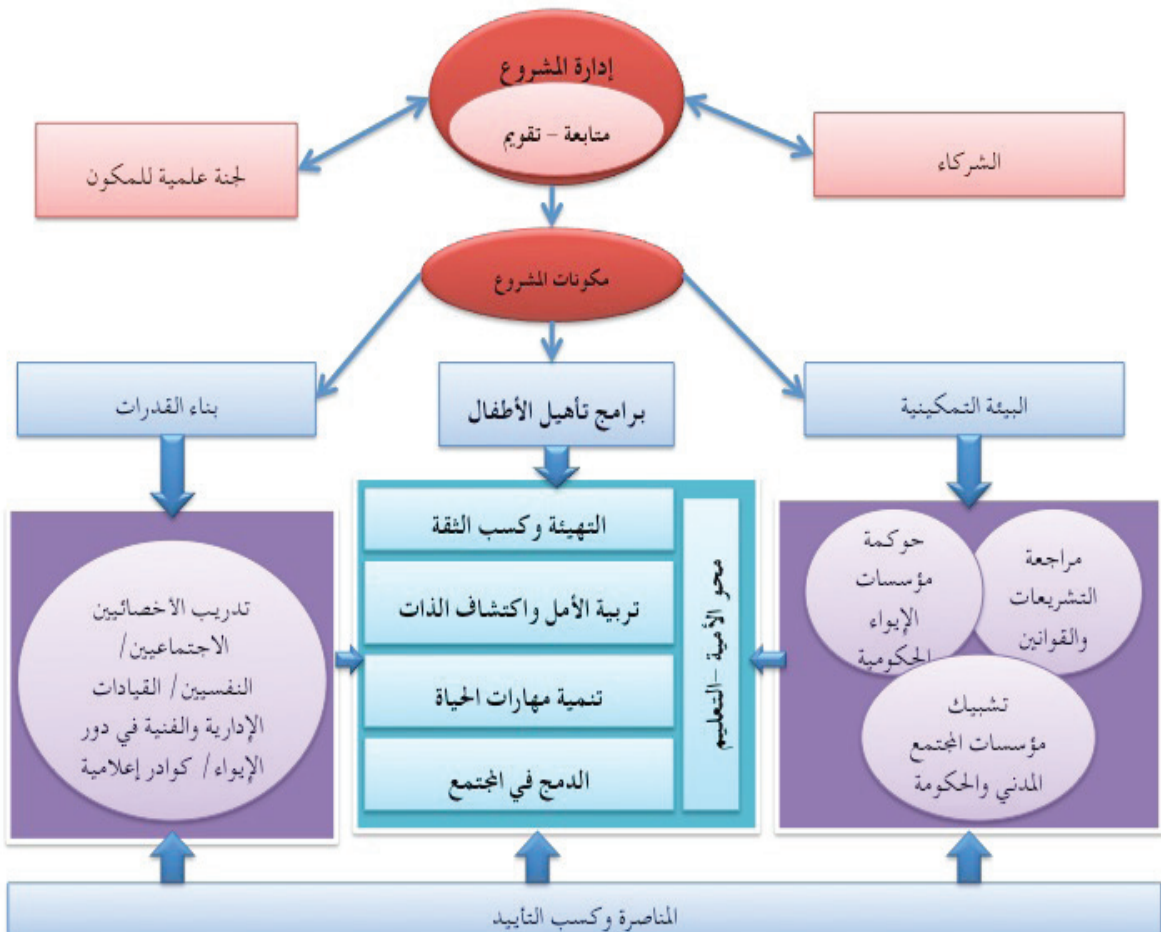 إدارة المشروع
متابعة – تقويم
الشركاء
لجنة علمية للمكون
مكونات المشروع
البيئة التمكينية
برامج تأهيل الأطفال
بناء القدرات
مراجعة
التشريعات
والقوانين
حوكمة
مؤسسات
الإيواء
الحكومية
تشبيك
مؤسسات المجتمع
المدني والحكومة
محو الأمية –التعليم
التهيئة وكسب الثقة
تربية الأمل واكتشاف الذات
تنمية مهارات الحياة
الدمج في المجتمع
تدريب الأخصائيين
الاجتماعيين/
النفسيين/ القيادات
الإدارية والفنية في دور
الإيواء/ كوادر إعلامية
المناصرة وكسب التأييد